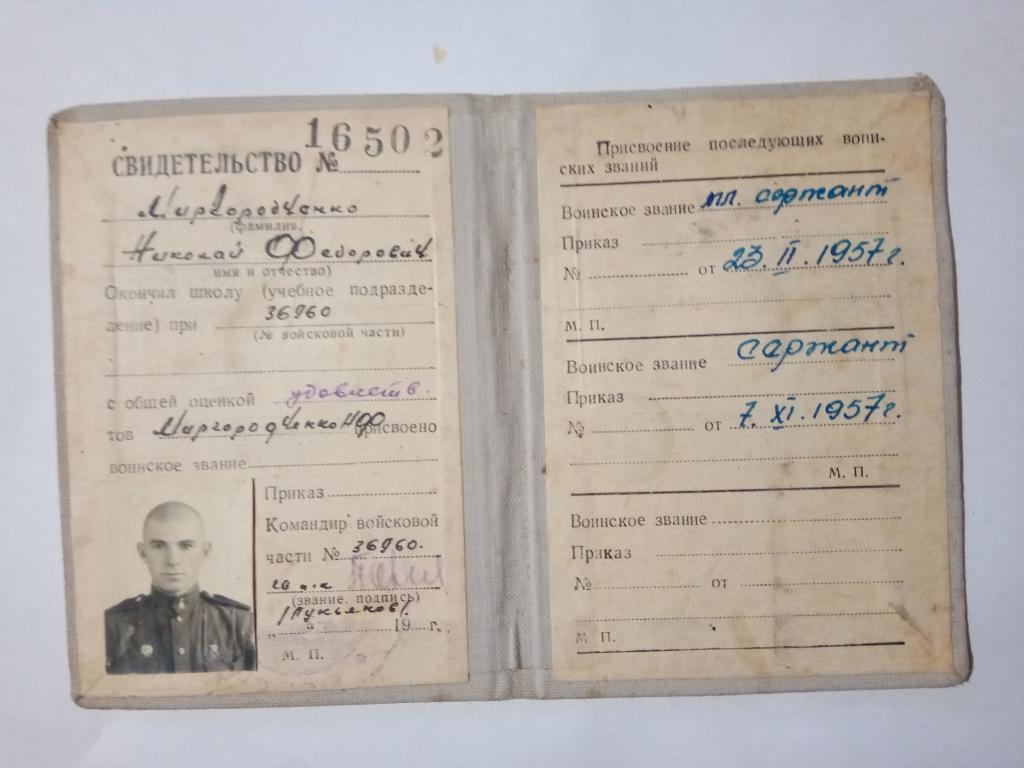 16502
СВИДЕТЕЛЬСТВО №
Миргородченко
(фамилия,
Николай Федорович
имя и отчество)
Окончил школу (учебное подразде-
ление) при 36960
(№ войсковой части)
с общей оценкой удовлетв.
тов Миргородченко НФ присвоено
воинское звание
Приказ
Командир войсковой
части № 36960.
(звание, подпись)
/Лукьянов/.
„ “ 19 г.
М. П.
Присвоение последующих воин-
ских званий
Воинское звание мл. сержант
Приказ
№ от 23. II. 1957 г.
М. П.
Воинское звание сержант
Приказ
№ от 7. XI. 1957 г.
М. П.
Воинское звание
Приказ
№ от
М. П.